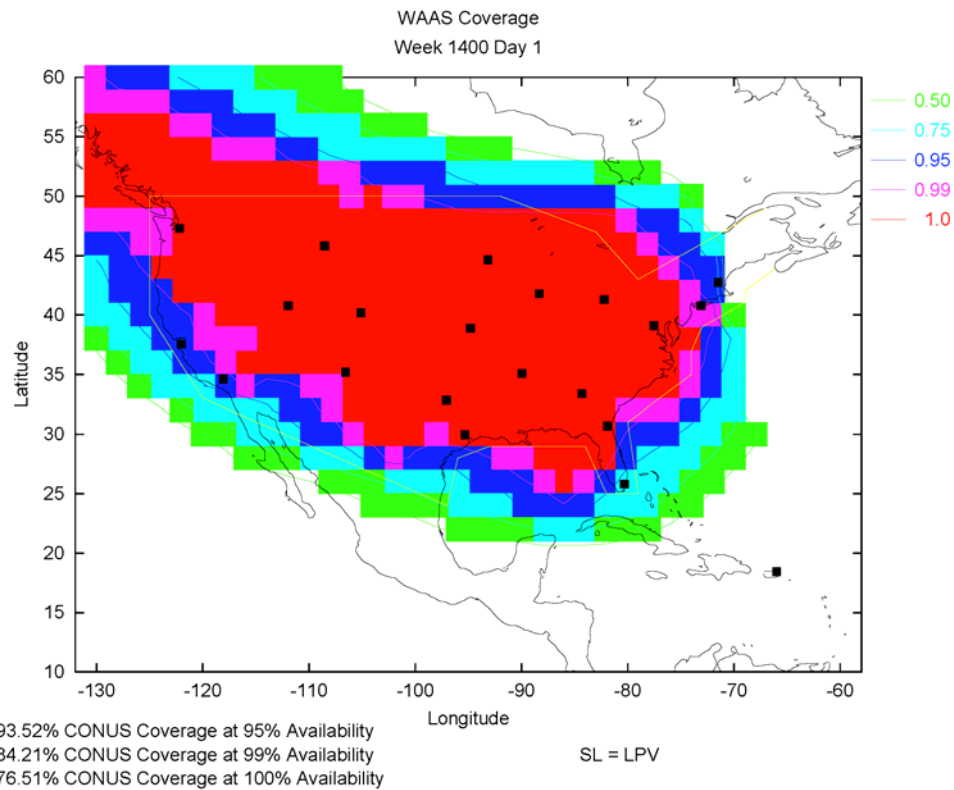 WAAS Coverage
Week 1400 Day 1
60
55
50
45
40
35
30
25
20
15
10
Latitude
-130 -120 -110 -100 -90 -80 -70 -60
Longitude
0.50
0.75
0.95
0.99
1.0
93.52% CONUS Coverage at 95% Availability
84.21% CONUS Coverage at 99% Availability
76.51% CONUS Coverage at 100% Availability
SL = LPV